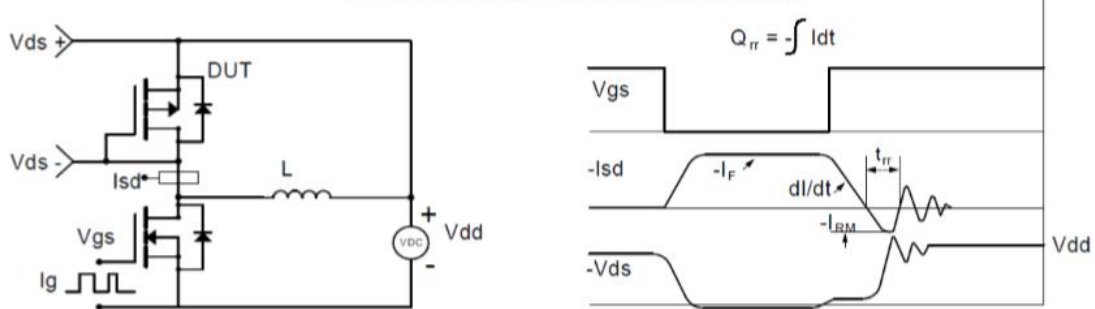 Vds +
DUT
Vds -
Isd
L
Vgs
Ig
+
VDC
Vdd
-
Qrr = -∫ Idt
Vgs
-Isd
-IF
dI/dt
trr
-IRM
Vdd
-Vds